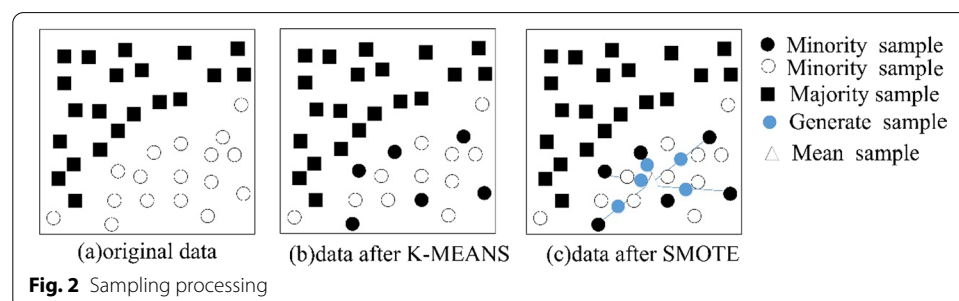 Minority sample
Minority sample
Majority sample
Generate sample
Mean sample
(a)original data
(b)data after K-MEANS
(c)data after SMOTE
Fig. 2 Sampling processing